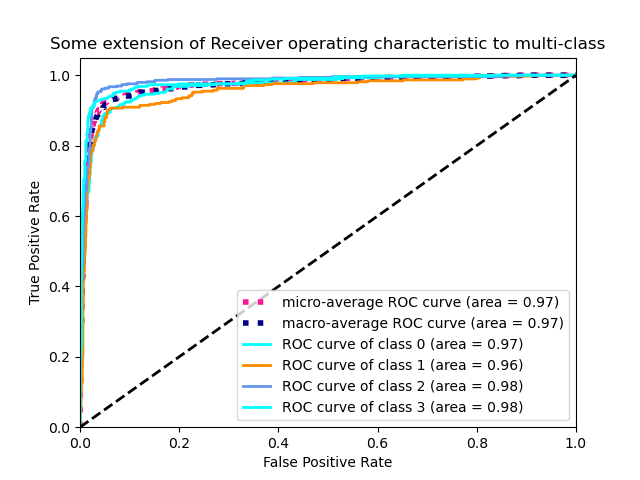 Some extension of Receiver operating characteristic to multi-class
1.0
0.8
0.6
0.4
0.2
0.0
True Positive Rate
micro-average ROC curve (area = 0.97)
macro-average ROC curve (area = 0.97)
ROC curve of class 0 (area = 0.97)
ROC curve of class 1 (area = 0.96)
ROC curve of class 2 (area = 0.98)
ROC curve of class 3 (area = 0.98)
0.0 0.2 0.4 0.6 0.8 1.0
False Positive Rate